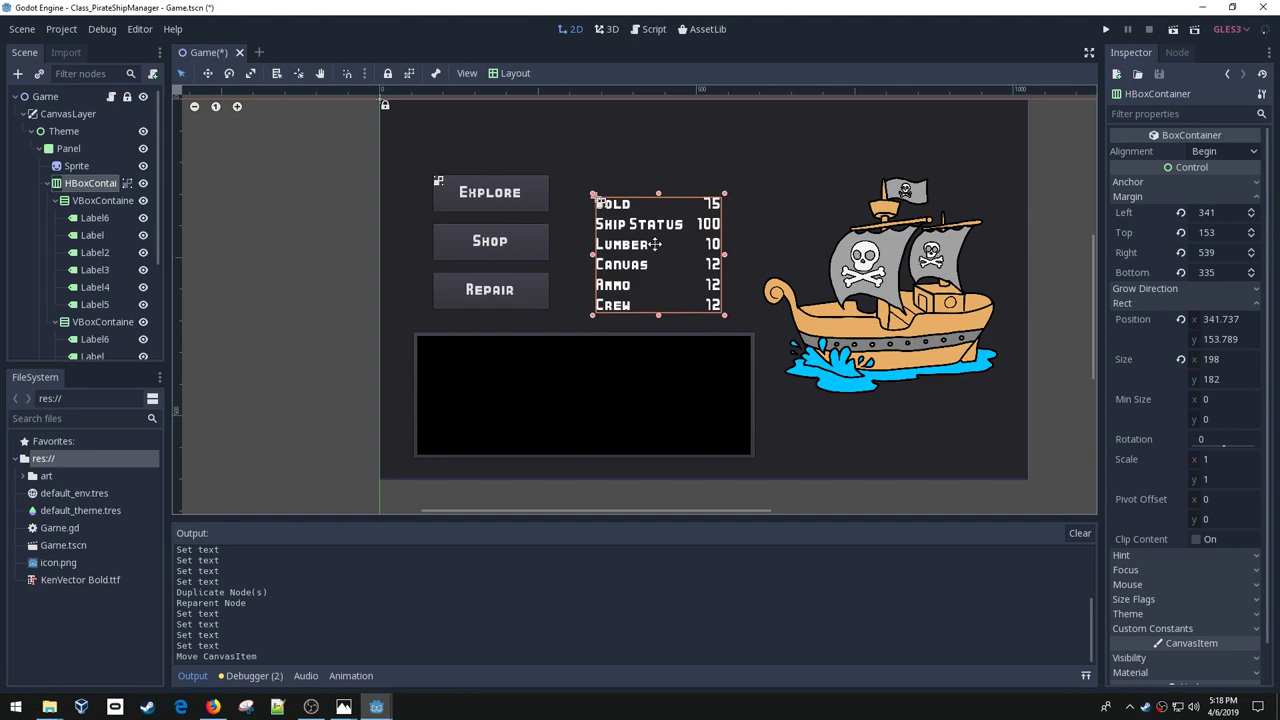 Godot Engine - Class_PirateShipManager - Game.tscn (*)
Scene Project Debug Editor Help
2D 3D Script AssetLib
GLES3
Scene Import
Game(*)
Inspector Node
Filter nodes
View Layout
HBoxContainer
Filter properties
Game
CanvasLayer
Theme
Panel
Sprite
HBoxContai
VBoxContaine
Label6
Label
Label2
Label3
Label4
Label5
VBoxContaine
Label6
Label
0 500 1000
Explore
Shop
Repair
Gold 75
Ship Status 100
Lumber 10
Canvas 12
Ammo 12
Crew 12
BoxContainer
Alignment Begin
Control
Anchor
Margin
Left 341
Top 153
Right 539
Bottom 335
Grow Direction
Rect
Position x 341.737
y 153.789
Size x 198
y 182
Min Size x 0
y 0
Rotation 0
Scale x 1
y 1
Pivot Offset x 0
y 0
Clip Content On
Hint
Focus
Mouse
Size Flags
Theme
Custom Constants
CanvasItem
Visibility
Material
FileSystem
res://
Search files
Favorites:
res://
art
default_env.tres
default_theme.tres
Game.gd
Game.tscn
icon.png
KenVector Bold.ttf
Output:
Clear
Set text
Set text
Set text
Set text
Duplicate Node(s)
Reparent Node
Set text
Set text
Set text
Set text
Move CanvasItem
Output Debugger (2) Audio Animation
5:18 PM
4/6/2019